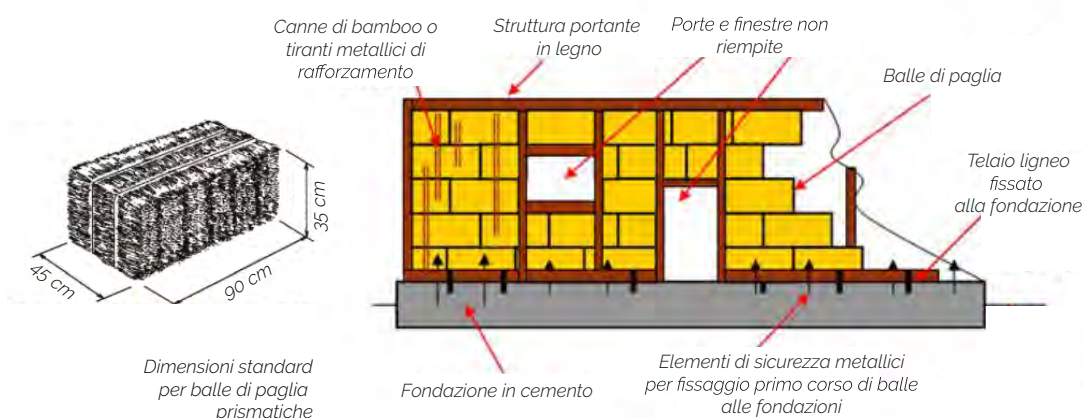 Canne di bamboo o
tiranti metallici di
rafforzamento
Struttura portante
in legno
Porte e finestre non
riempite
Balle di paglia
Telaio ligneo
fissato
alla fondazione
35 cm
45 cm
90 cm
Dimensioni standard
per balle di paglia
prismatiche
Fondazione in cemento
Elementi di sicurezza metallici
per fissaggio primo corso di balle
alle fondazioni